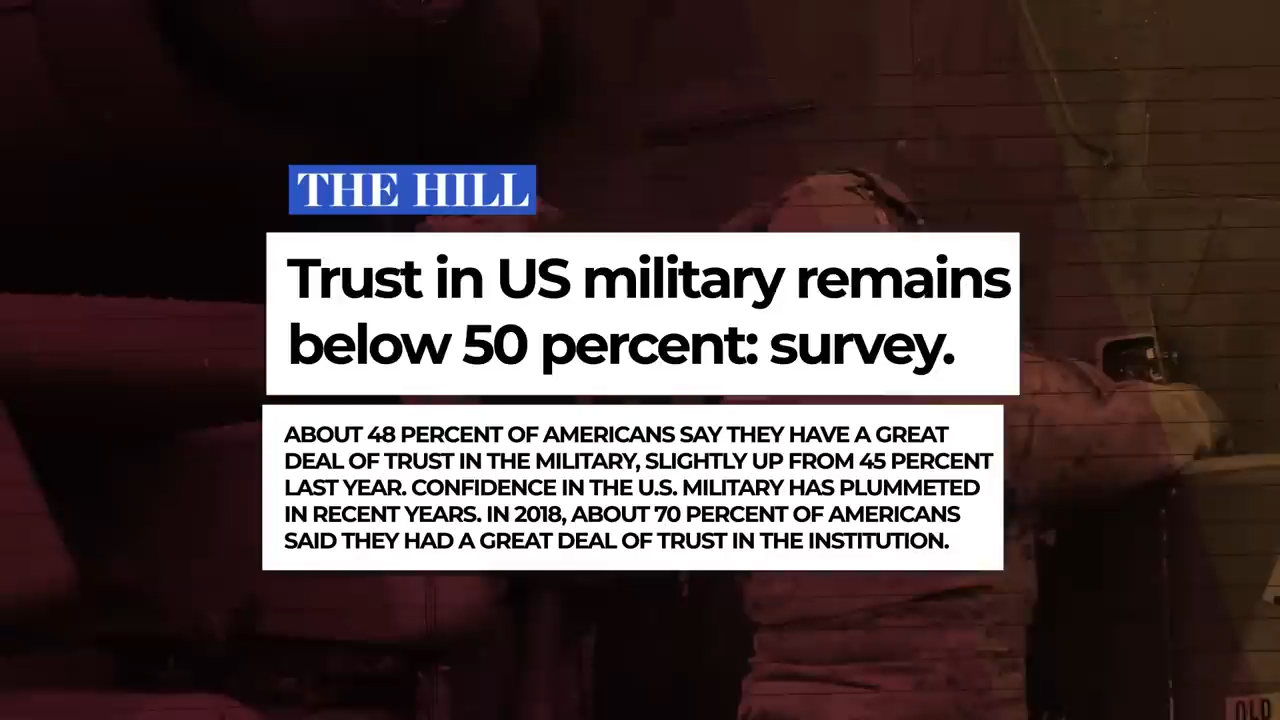 THE HILL
Trust in US military remains
below 50 percent: survey.
ABOUT 48 PERCENT OF AMERICANS SAY THEY HAVE A GREAT
DEAL OF TRUST IN THE MILITARY, SLIGHTLY UP FROM 45 PERCENT
LAST YEAR. CONFIDENCE IN THE U.S. MILITARY HAS PLUMMETED
IN RECENT YEARS. IN 2018, ABOUT 70 PERCENT OF AMERICANS
SAID THEY HAD A GREAT DEAL OF TRUST IN THE INSTITUTION.
OLD